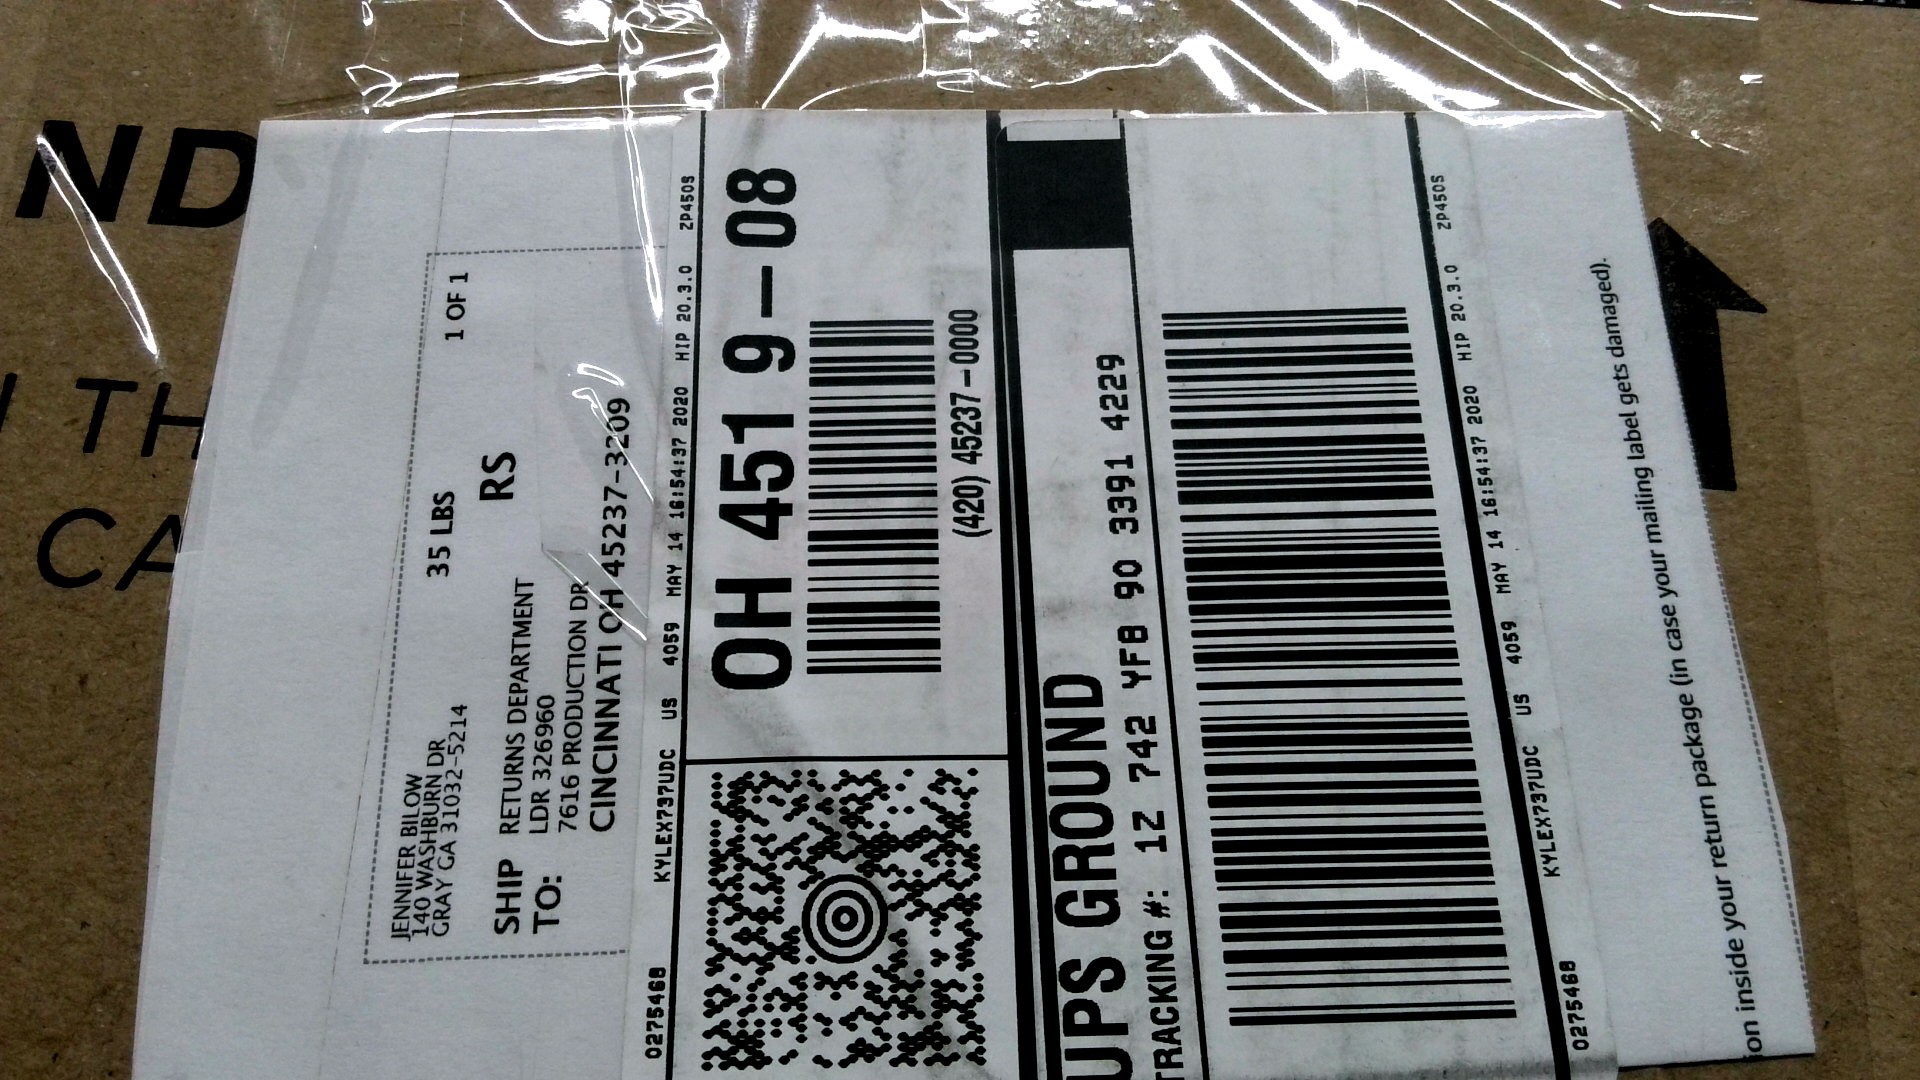 ND
TH
CA
JENNIFER BILOW
140 WASHBURN DR
GRAY GA 31032-5214
35 LBS
1 OF 1
RS
SHIP
TO:
RETURNS DEPARTMENT
LDR 326960
7616 PRODUCTION DR
CINCINNATI OH 45237-3209
0275468 KYLEX737UDC US 4059 MAY 14 16:54:37 2020 HIP 20.3.0 ZP450S
OH 451 9-08
(420) 45237-0000
UPS GROUND
TRACKING #: 1Z 742 YF8 90 3391 4229
0275468 KYLEX737UDC US 4059 MAY 14 16:54:37 2020 HIP 20.3.0 ZP450S
on inside your return package (in case your mailing label gets damaged).